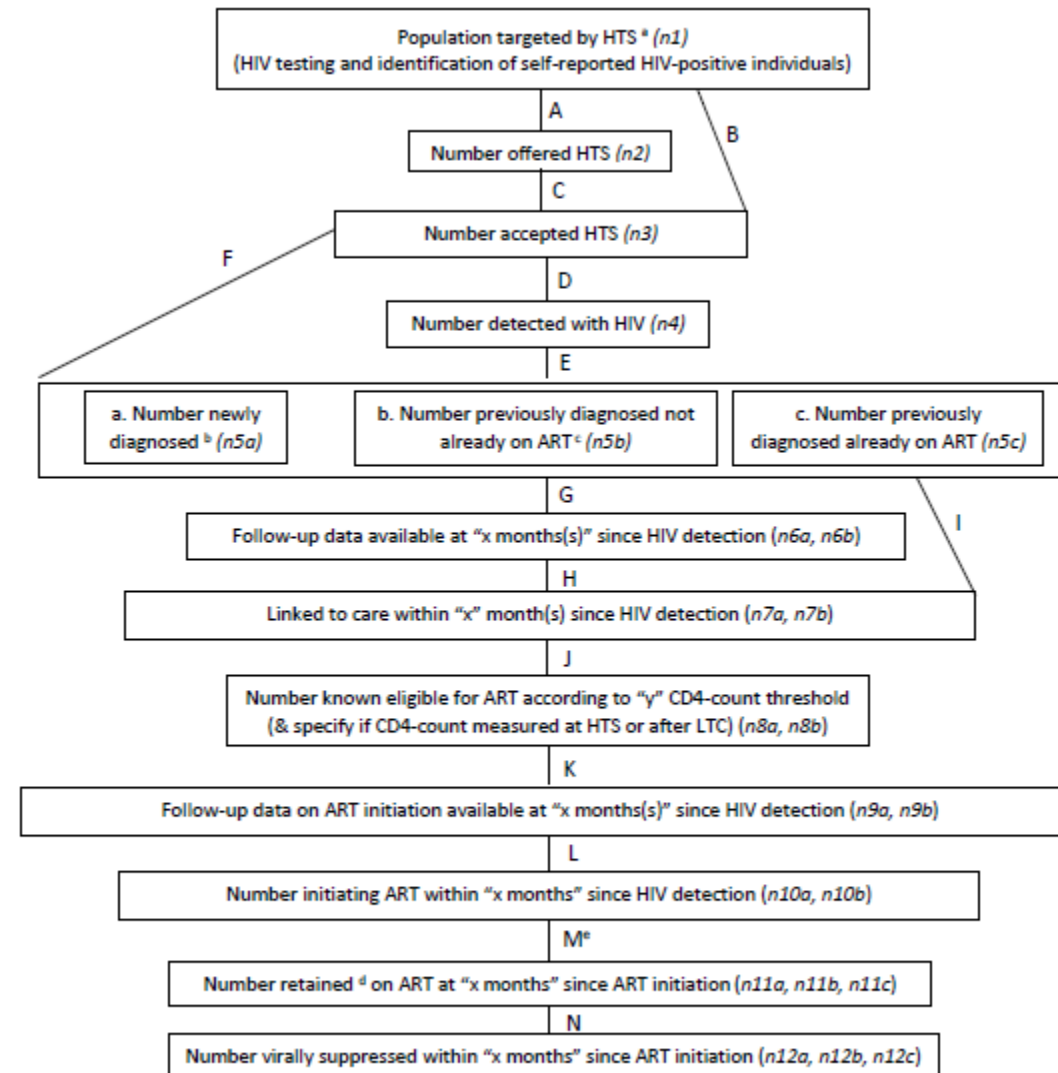 Population targeted by HTS ª (n1)
(HIV testing and identification of self-reported HIV-positive individuals)
A
B
Number offered HTS (n2)
C
Number accepted HTS (n3)
F
D
Number detected with HIV (n4)
E
a. Number newly
diagnosed ᵇ (n5a)
b. Number previously diagnosed not
already on ART ᶜ (n5b)
c. Number previously
diagnosed already on ART (n5c)
G
I
Follow-up data available at “x months(s)” since HIV detection (n6a, n6b)
H
Linked to care within “x” month(s) since HIV detection (n7a, n7b)
J
Number known eligible for ART according to “y” CD4-count threshold
(& specify if CD4-count measured at HTS or after LTC) (n8a, n8b)
K
Follow-up data on ART initiation available at “x months(s)” since HIV detection (n9a, n9b)
L
Number initiating ART within “x months” since HIV detection (n10a, n10b)
Mᵉ
Number retained ᵈ on ART at “x months” since ART initiation (n11a, n11b, n11c)
N
Number virally suppressed within “x months” since ART initiation (n12a, n12b, n12c)